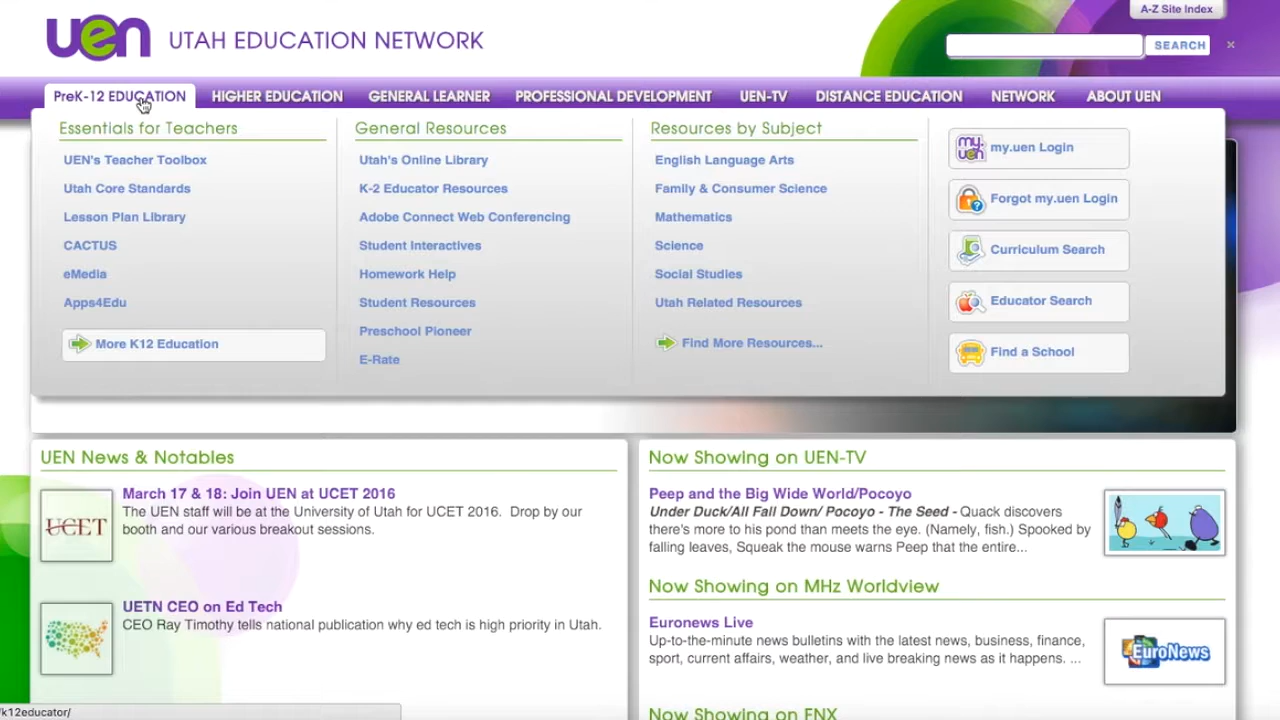 A-Z Site Index
uen UTAH EDUCATION NETWORK
SEARCH
PreK-12 EDUCATION HIGHER EDUCATION GENERAL LEARNER PROFESSIONAL DEVELOPMENT UEN-TV DISTANCE EDUCATION NETWORK ABOUT UEN
Essentials for Teachers
UEN's Teacher Toolbox
Utah Core Standards
Lesson Plan Library
CACTUS
eMedia
Apps4Edu
More K12 Education
General Resources
Utah's Online Library
K-2 Educator Resources
Adobe Connect Web Conferencing
Student Interactives
Homework Help
Student Resources
Preschool Pioneer
E-Rate
Resources by Subject
English Language Arts
Family & Consumer Science
Mathematics
Science
Social Studies
Utah Related Resources
Find More Resources...
my.uen my.uen Login
Forgot my.uen Login
Curriculum Search
Educator Search
Find a School
UEN News & Notables
UCET
March 17 & 18: Join UEN at UCET 2016
The UEN staff will be at the University of Utah for UCET 2016. Drop by our
booth and our various breakout sessions.
UETN CEO on Ed Tech
CEO Ray Timothy tells national publication why ed tech is high priority in Utah.
Now Showing on UEN-TV
Peep and the Big Wide World/Pocoyo
Under Duck/All Fall Down/ Pocoyo - The Seed - Quack discovers
there's more to his pond than meets the eye. (Namely, fish.) Spooked by
falling leaves, Squeak the mouse warns Peep that the entire...
Now Showing on MHz Worldview
Euronews Live
Up-to-the-minute news bulletins with the latest news, business, finance,
sport, current affairs, weather, and live breaking news as it happens. ...
EuroNews
Now Showing on FNX
/k12educator/